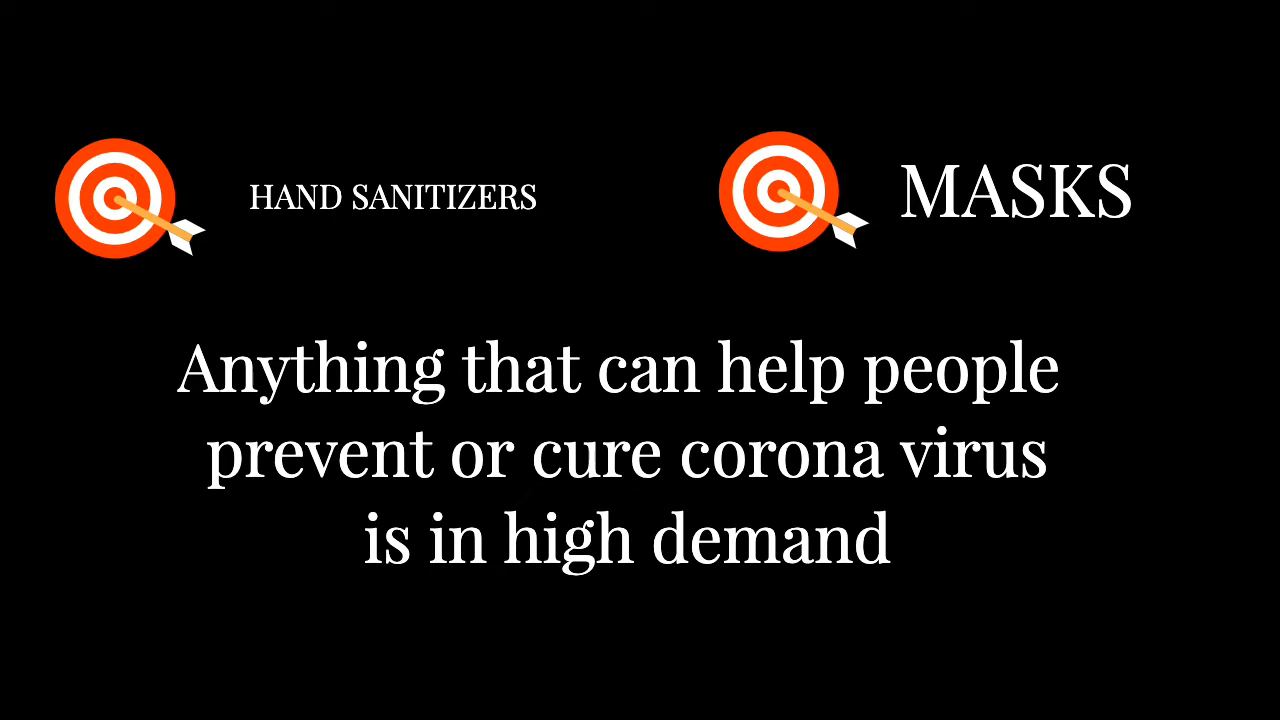 HAND SANITIZERS
MASKS
Anything that can help people
prevent or cure corona virus
is in high demand